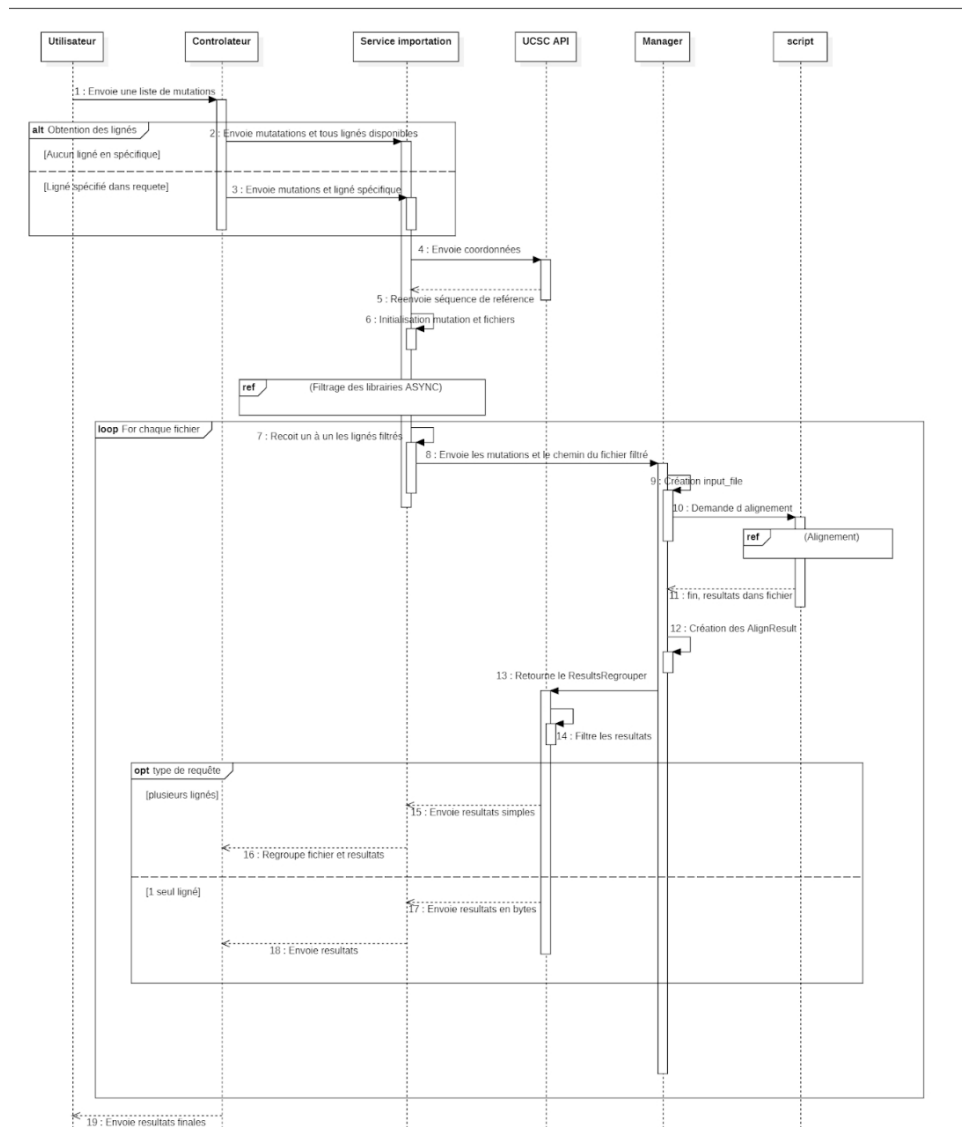 Utilisateur
Controlateur
Service importation
UCSC API
Manager
script
1 : Envoie une liste de mutations
alt Obtention des lignés
2 : Envoie mutatations et tous lignés disponibles
[Aucun ligné en spécifique]
[Ligné spécifié dans requete]
3 : Envoie mutations et ligné spécifique
4 : Envoie coordonnées
5 : Reenvoie séquence de reférence
6 : Initialisation mutation et fichiers
ref (Filtrage des librairies ASYNC)
loop For chaque fichier
7 : Recoit un à un les lignés filtrés
8 : Envoie les mutations et le chemin du fichier filtré
9 : Création input_file
10 : Demande d alignement
ref (Alignement)
11 : fin, resultats dans fichier
12 : Création des AlignResult
13 : Retourne le ResultsRegrouper
14 : Filtre les resultats
opt type de requête
[plusieurs lignés]
15 : Envoie resultats simples
16 : Regroupe fichier et resultats
[1 seul ligné]
17 : Envoie resultats en bytes
18 : Envoie resultats
19 : Envoie resultats finales